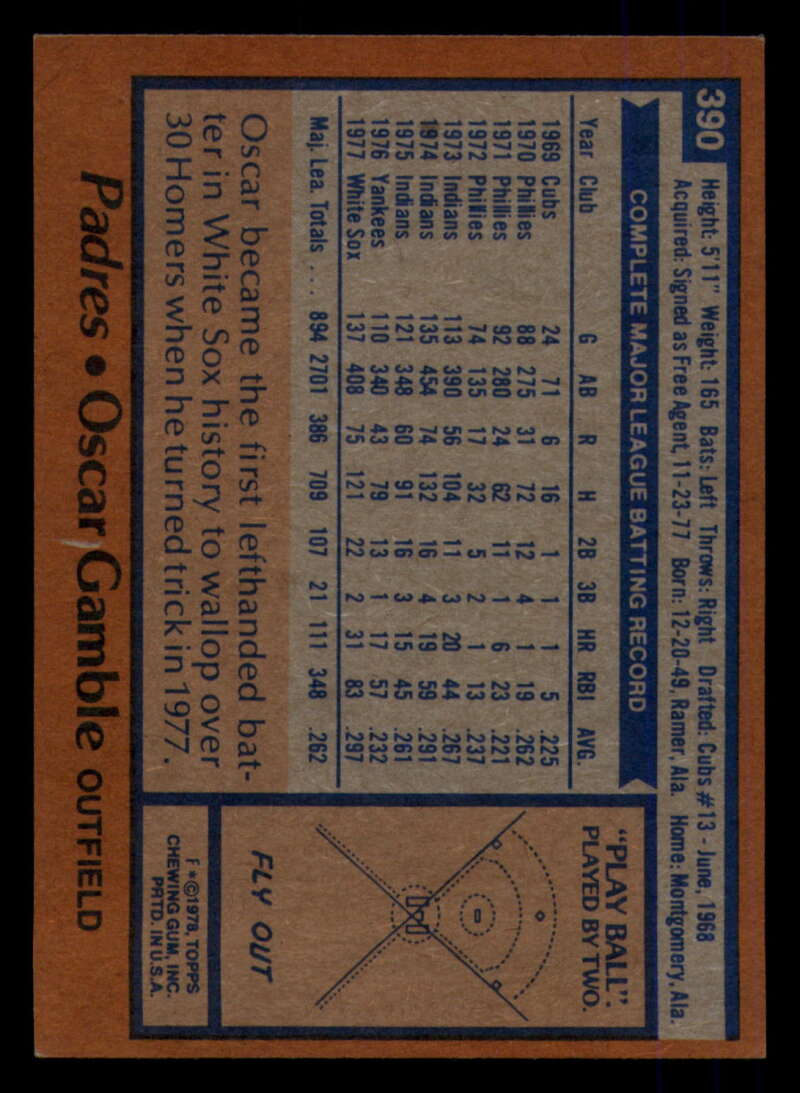 390
Height: 5'11" Weight: 165 Bats: Left Throws: Right Drafted: Cubs #13 - June, 1968
Acquired: Signed as Free Agent, 11-23-77 Born: 12-20-49, Ramer, Ala. Home: Montgomery, Ala.
COMPLETE MAJOR LEAGUE BATTING RECORD
Year Club G AB R H 2B 3B HR RBI AVG.
1969 Cubs 24 71 6 16 1 1 1 5 .225
1970 Phillies 88 275 31 72 12 4 1 19 .262
1971 Phillies 92 280 24 62 11 1 6 23 .221
1972 Phillies 74 135 17 32 5 2 1 13 .237
1973 Indians 113 390 56 104 11 3 20 44 .267
1974 Indians 135 454 74 132 16 4 19 59 .291
1975 Indians 121 348 60 91 16 3 15 45 .261
1976 Yankees 110 340 43 79 13 1 17 57 .232
1977 White Sox 137 408 75 121 22 2 31 83 .297
Maj. Lea. Totals .... 894 2701 386 709 107 21 111 348 .262
Oscar became the first lefthanded bat-
ter in White Sox history to wallop over
30 Homers when he turned trick in 1977.
"PLAY BALL".
PLAYED BY TWO.
FLY OUT
F*©1978, TOPPS
CHEWING GUM, INC.
PRTD. IN U.S.A.
Padres • Oscar Gamble OUTFIELD